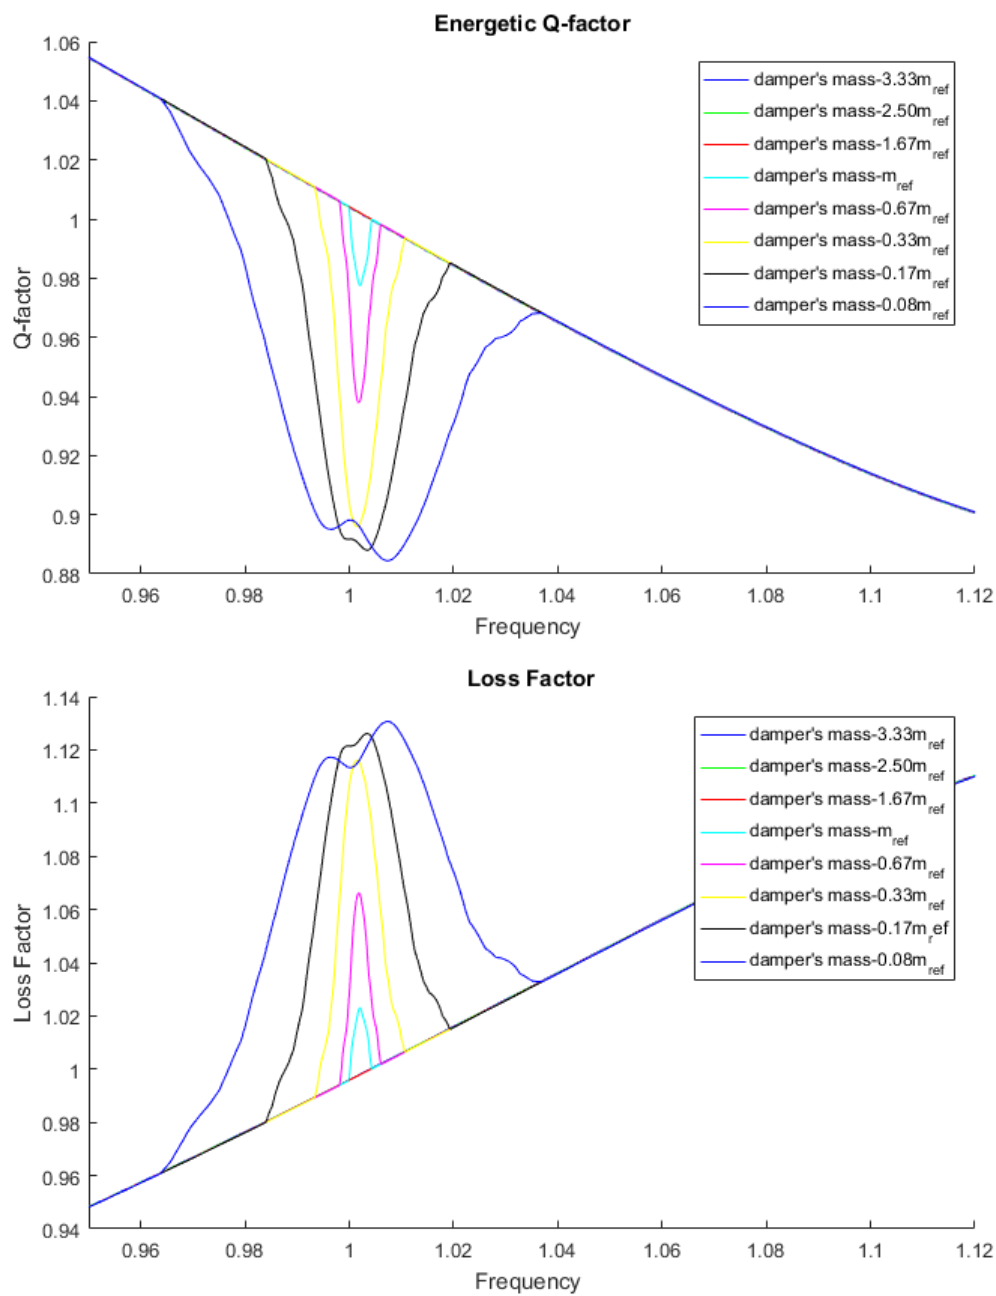 Energetic Q-factor
1.06
1.04
1.02
1
0.98
0.96
0.94
0.92
0.9
0.88
Q-factor
damper's mass-3.33m_ref
damper's mass-2.50m_ref
damper's mass-1.67m_ref
damper's mass-m_ref
damper's mass-0.67m_ref
damper's mass-0.33m_ref
damper's mass-0.17m_ref
damper's mass-0.08m_ref
0.96 0.98 1 1.02 1.04 1.06 1.08 1.1 1.12
Frequency
Loss Factor
1.14
1.12
1.1
1.08
1.06
1.04
1.02
1
0.98
0.96
0.94
Loss Factor
damper's mass-3.33m_ref
damper's mass-2.50m_ref
damper's mass-1.67m_ref
damper's mass-m_ref
damper's mass-0.67m_ref
damper's mass-0.33m_ref
damper's mass-0.17m_ref
damper's mass-0.08m_ref
0.96 0.98 1 1.02 1.04 1.06 1.08 1.1 1.12
Frequency